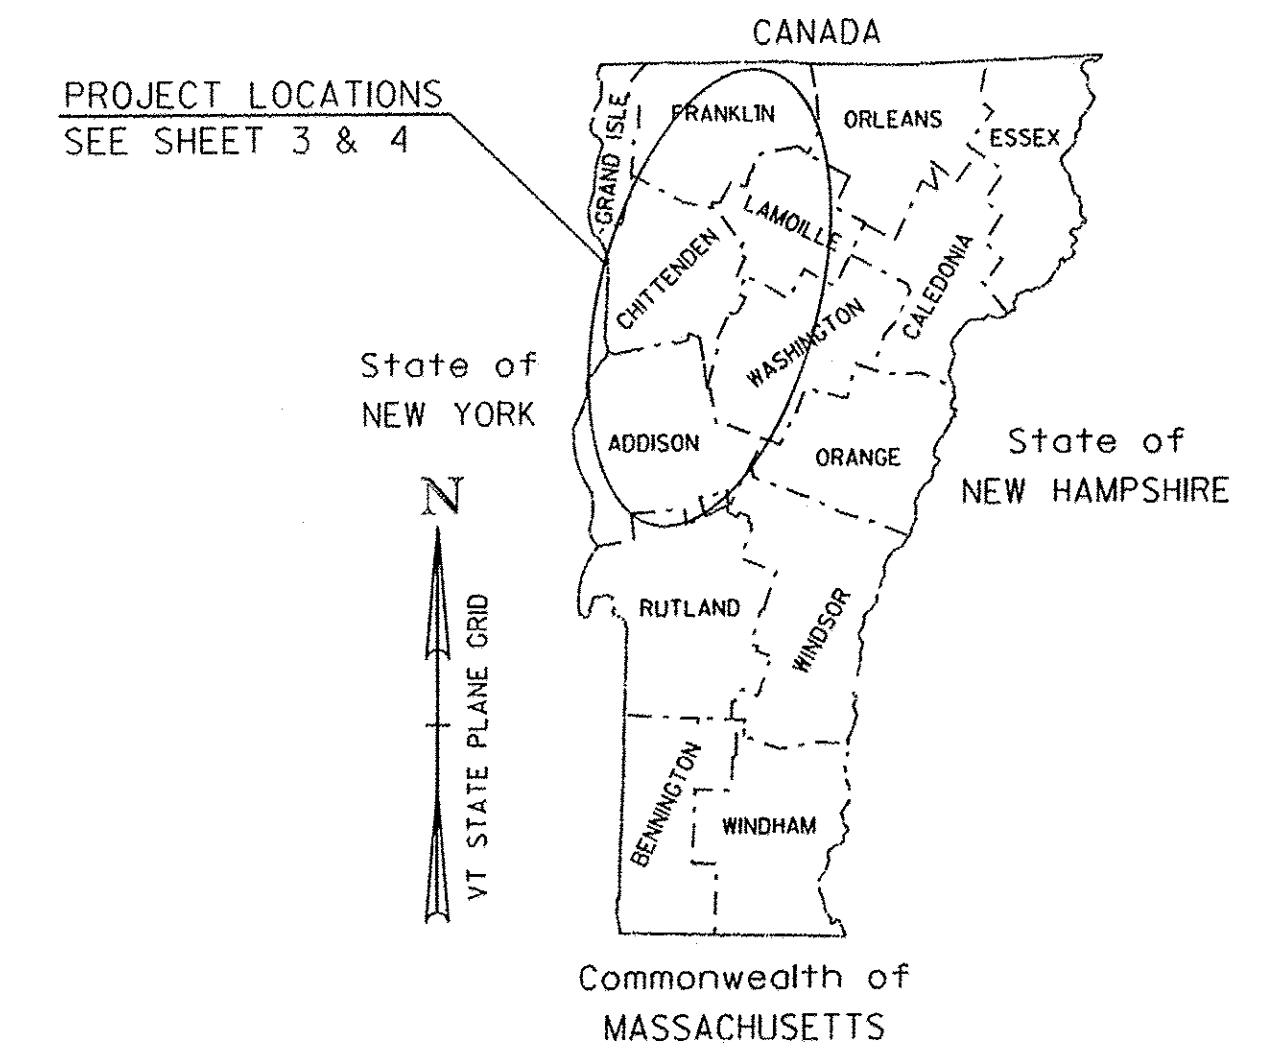 CANADA
PROJECT LOCATIONS
SEE SHEET 3 & 4
GRAND ISLE
FRANKLIN
ORLEANS
ESSEX
LAMOILLE
CHITTENDEN
CALEDONIA
WASHINGTON
State of
NEW YORK
ADDISON
ORANGE
State of
NEW HAMPSHIRE
N
VT STATE PLANE GRID
RUTLAND
WINDSOR
BENNINGTON
WINDHAM
Commonwealth of
MASSACHUSETTS